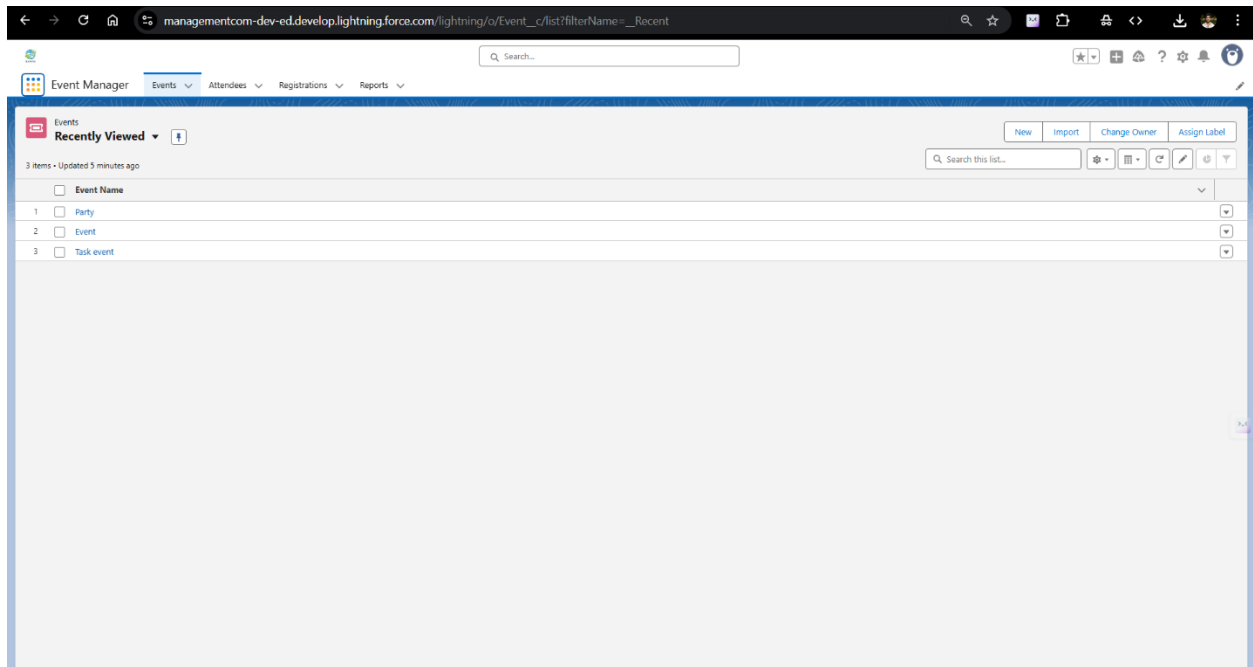 managementcom-dev-ed.develop.lightning.force.com/lightning/o/Event__c/list?filterName=__Recent
Search...
Event Manager Events Attendees Registrations Reports
Events
Recently Viewed
New Import Change Owner Assign Label
3 items • Updated 5 minutes ago
Search this list...
Event Name
1 Party
2 Event
3 Task event